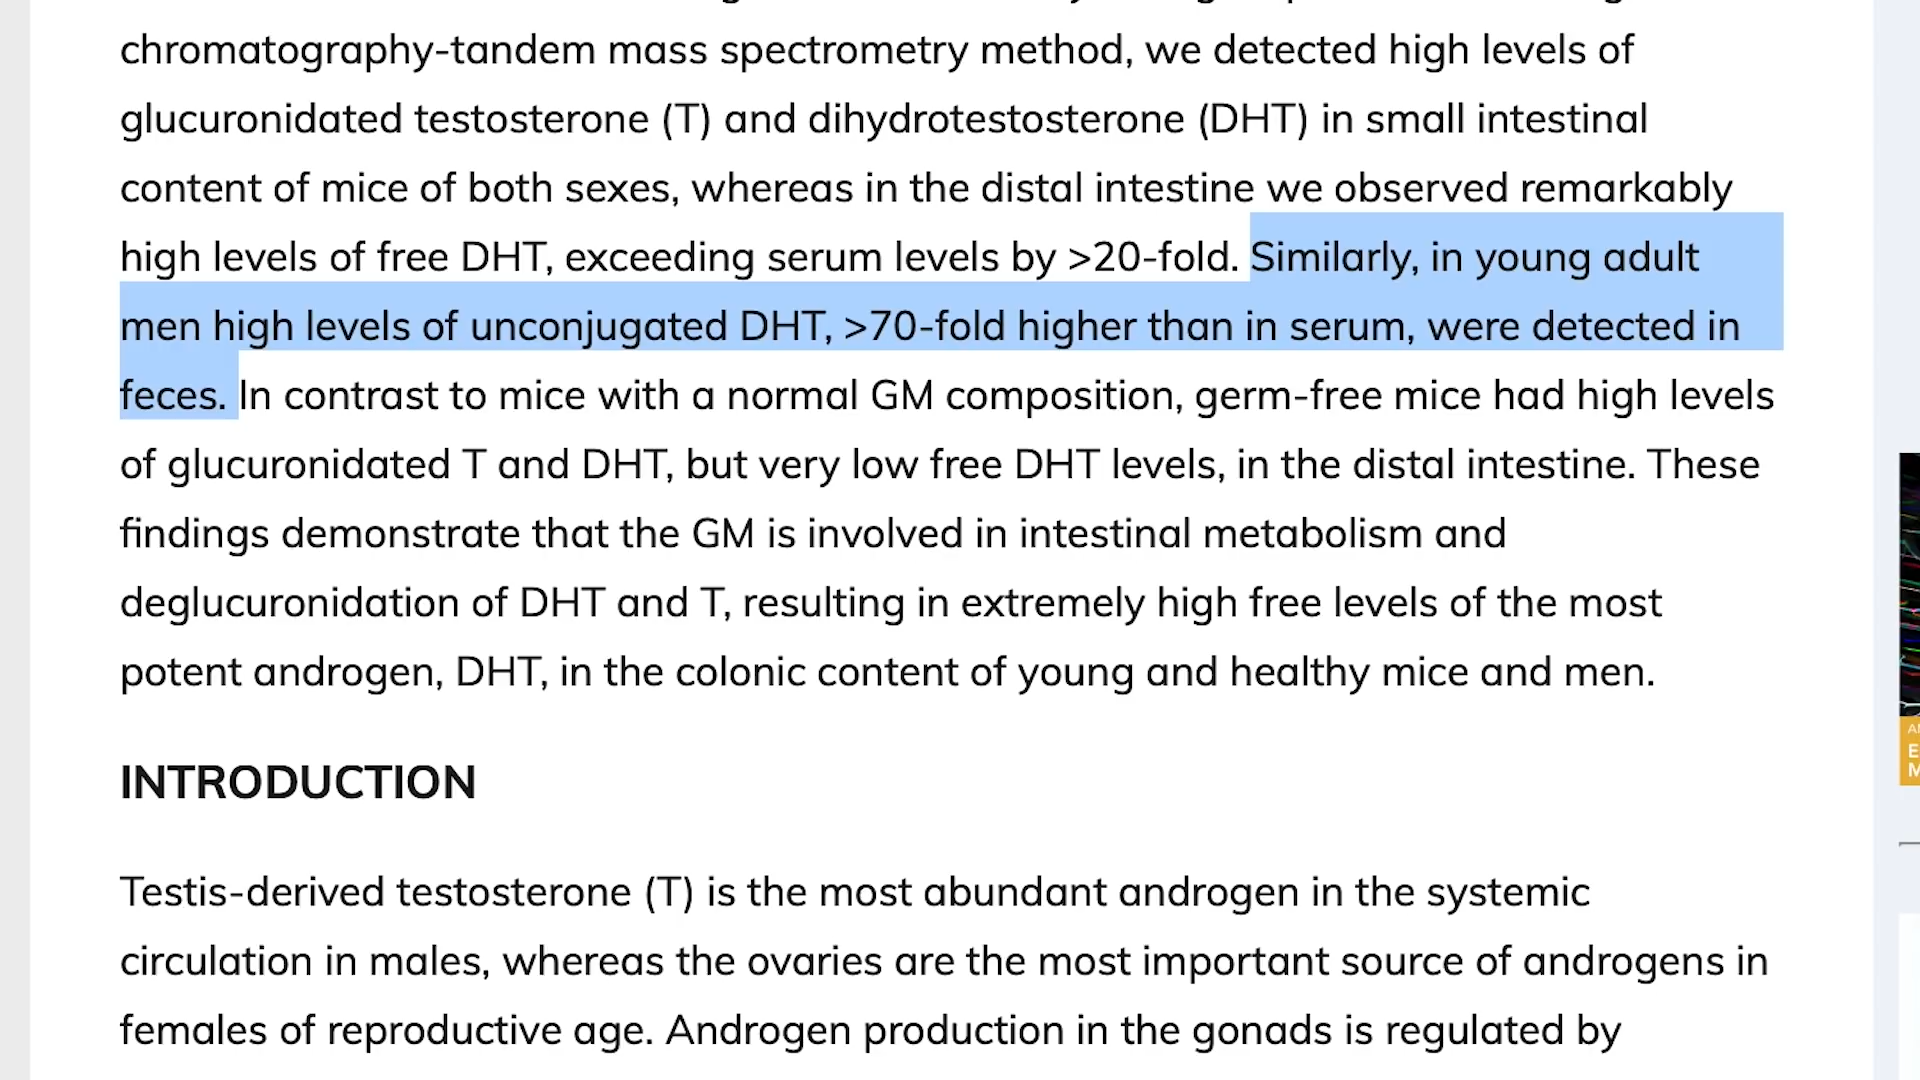 chromatography-tandem mass spectrometry method, we detected high levels of
glucuronidated testosterone (T) and dihydrotestosterone (DHT) in small intestinal
content of mice of both sexes, whereas in the distal intestine we observed remarkably
high levels of free DHT, exceeding serum levels by >20-fold. Similarly, in young adult
men high levels of unconjugated DHT, >70-fold higher than in serum, were detected in
feces. In contrast to mice with a normal GM composition, germ-free mice had high levels
of glucuronidated T and DHT, but very low free DHT levels, in the distal intestine. These
findings demonstrate that the GM is involved in intestinal metabolism and
deglucuronidation of DHT and T, resulting in extremely high free levels of the most
potent androgen, DHT, in the colonic content of young and healthy mice and men.
INTRODUCTION
Testis-derived testosterone (T) is the most abundant androgen in the systemic
circulation in males, whereas the ovaries are the most important source of androgens in
females of reproductive age. Androgen production in the gonads is regulated by